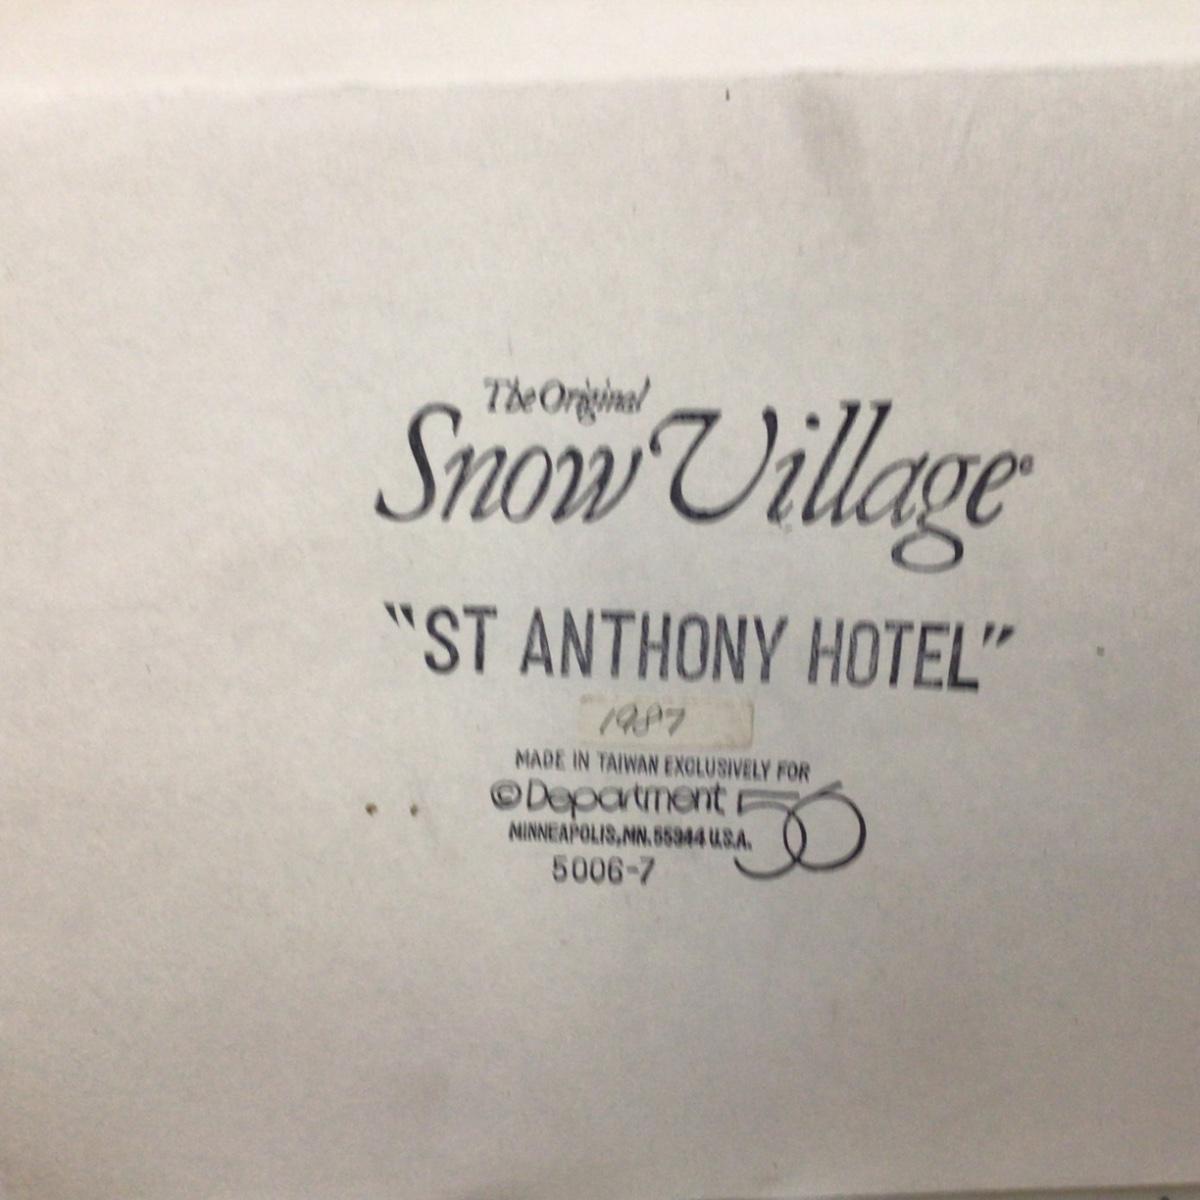 The Original
Snow Village®
"ST ANTHONY HOTEL"
1987
MADE IN TAIWAN EXCLUSIVELY FOR
© Department 56
MINNEAPOLIS, MN. 55344 U.S.A.
5006-7